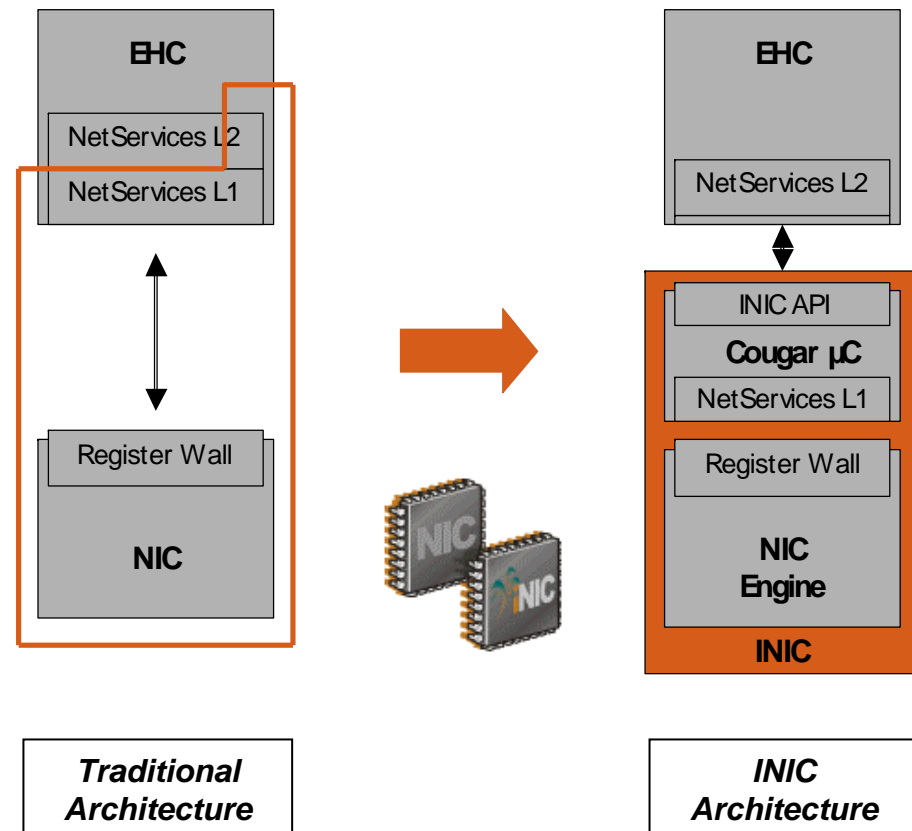 EHC
NetServices L2
NetServices L1
Register Wall
NIC
Traditional
Architecture
NIC
iNIC
EHC
NetServices L2
INIC API
Cougar µC
NetServices L1
Register Wall
NIC
Engine
INIC
INIC
Architecture